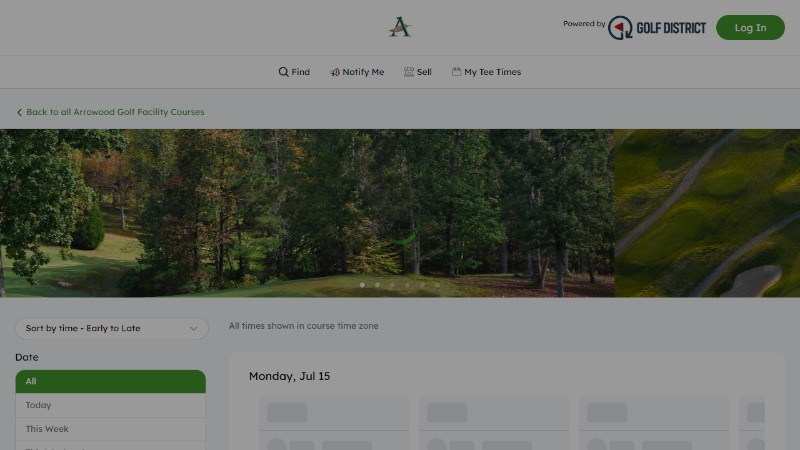 A
Powered by GOLF DISTRICT
Log In
Find Notify Me Sell My Tee Times
Back to all Arrowood Golf Facility Courses
Sort by time - Early to Late
All times shown in course time zone
Date
Monday, Jul 15
All
Today
This Week